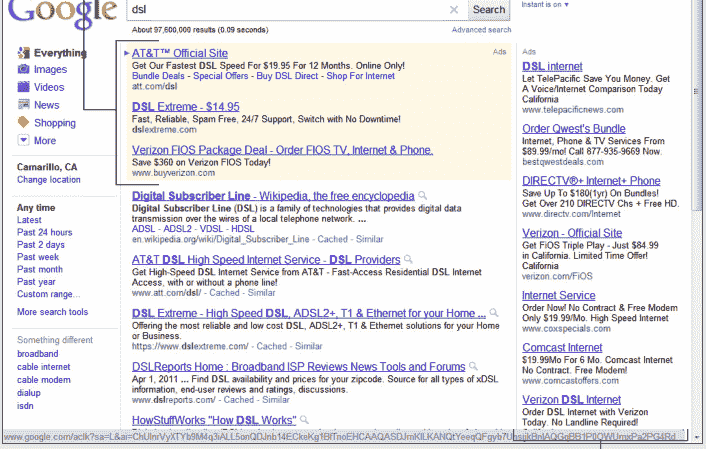 Google
dsl
Search
Instant is on ▼
About 97,600,000 results (0.09 seconds)
Advanced search
Everything
Images
Videos
News
Shopping
More
Camarillo, CA
Change location
Any time
Latest
Past 24 hours
Past 2 days
Past week
Past month
Past year
Custom range...
More search tools
Something different
broadband
cable internet
cable modem
dialup
isdn
AT&T™ Official Site
Ads
Get Our Fastest DSL Speed For $19.95 For 12 Months. Online Only!
Bundle Deals - Special Offers - Buy DSL Direct - Shop For Internet
att.com/dsl
DSL Extreme - $14.95
Fast, Reliable, Spam Free, 24/7 Support, Switch with No Downtime!
dslextreme.com
Verizon FIOS Package Deal - Order FIOS TV, Internet & Phone.
Save $360 on Verizon FIOS Today!
www.buyverizon.com
Digital Subscriber Line - Wikipedia, the free encyclopedia
Digital Subscriber Line (DSL) is a family of technologies that provides digital data
transmission over the wires of a local telephone network. ...
ADSL - ADSL2 - VDSL - HDSL
en.wikipedia.org/wiki/Digital_Subscriber_Line - Cached - Similar
AT&T DSL High Speed Internet Service - DSL Providers
Get High-Speed DSL Internet Service from AT&T - Fast-Access Residential DSL Internet
Access, with or without a phone line!
www.att.com/dsl/ - Cached - Similar
DSL Extreme - High Speed DSL, ADSL2+, T1 & Ethernet for your Home ...
Offering the most reliable and low cost DSL, ADSL2+, T1 & Ethernet solutions for your Home
or Business.
https://www.dslextreme.com/ - Cached - Similar
DSLReports Home : Broadband ISP Reviews News Tools and Forums
Apr 1, 2011 ... Find DSL availability and prices for your zipcode. Source for all types of xDSL
information, end-user reviews and ratings, discussions.
www.dslreports.com/ - Cached - Similar
HowStuffWorks "How DSL Works"
Ads
DSL internet
Let TelePacific Save You Money. Get
A Voice/Internet Comparison Today
California
www.telepacificnews.com
Order Qwest's Bundle
Internet, Phone & TV Services From
$89.99/mo! Call 877-935-9669 Now.
bestqwestdeals.com
DIRECTV®+ Internet+ Phone
Save Up To $180(1yr) On Bundles!
Get Over 210 DIRECTV Chs + Free HD.
www.directv.com/Internet
Verizon - Official Site
Get FiOS Triple Play - Just $84.99
in California. Limited Time Offer!
California
verizon.com/FiOS
Internet Service
Order Now! No Contract & Free Modem
Only $19.99/Mo. High Speed Internet
www.coxspecials.com
Comcast Internet
$19.99Mo For 6 Mo. Comcast Internet
No Contract. Free Modem!
www.comcastoffers.com
Verizon DSL Internet
Order DSL Internet with Verizon
Today. No Landline Required!